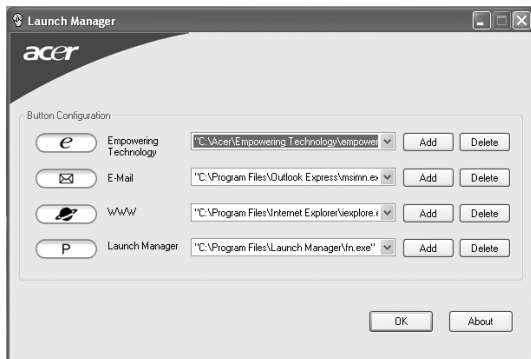 Launch Manager
acer
Button Configuration
e Empowering Technology "C:\Acer\Empowering Technology\empower Add Delete
E-Mail "C:\Program Files\Outlook Express\msimn.ex Add Delete
WWW "C:\Program Files\Internet Explorer\iexplore.e Add Delete
P Launch Manager "C:\Program Files\Launch Manager\fn.exe" Add Delete
OK About